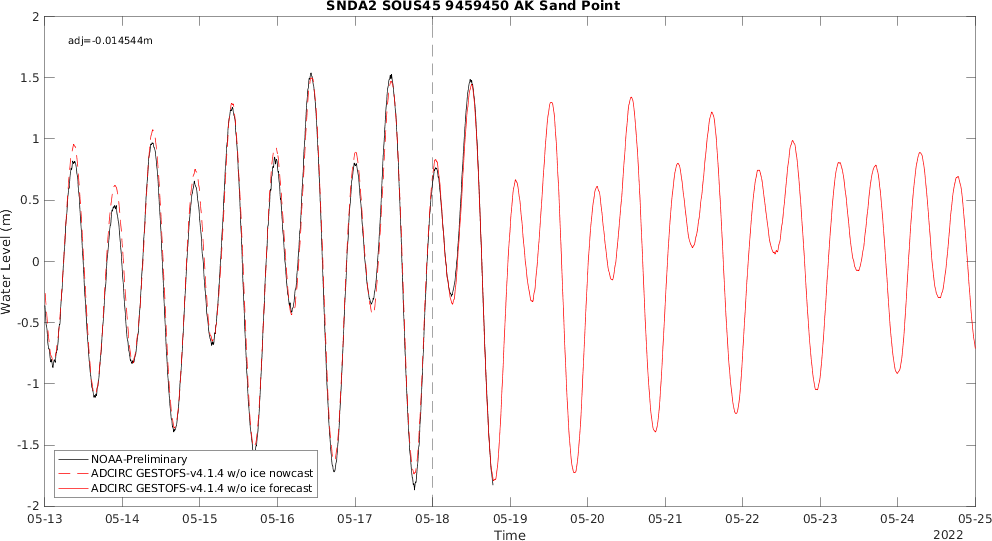 SNDA2 SOUS45 9459450 AK Sand Point
adj=-0.014544m
2
1.5
1
0.5
0
-0.5
-1
-1.5
-2
Water Level (m)
NOAA-Preliminary
ADCIRC GESTOFS-v4.1.4 w/o ice nowcast
ADCIRC GESTOFS-v4.1.4 w/o ice forecast
05-13 05-14 05-15 05-16 05-17 05-18 05-19 05-20 05-21 05-22 05-23 05-24 05-25
Time
2022